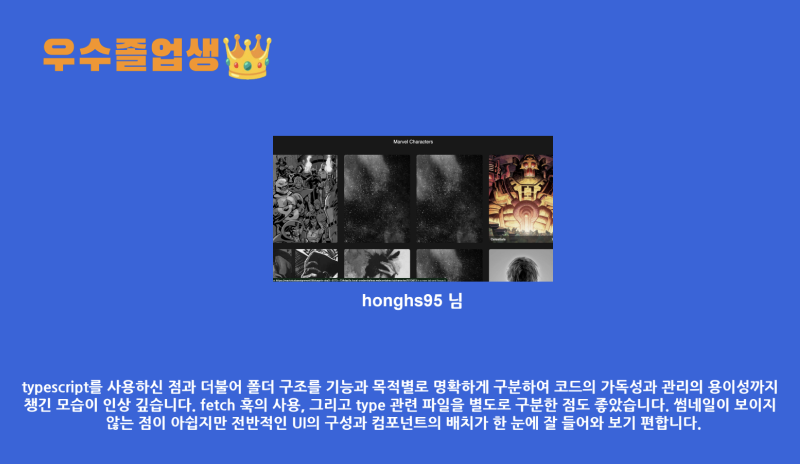 우수졸업생
Marvel Characters
honghs95 님
typescript를 사용하신 점과 더불어 폴더 구조를 기능과 목적별로 명확하게 구분하여 코드의 가독성과 관리의 용이성까지
챙긴 모습이 인상 깊습니다. fetch 훅의 사용, 그리고 type 관련 파일을 별도로 구분한 점도 좋았습니다. 썸네일이 보이지
않는 점이 아쉽지만 전반적인 UI의 구성과 컴포넌트의 배치가 한 눈에 잘 들어와 보기 편합니다.